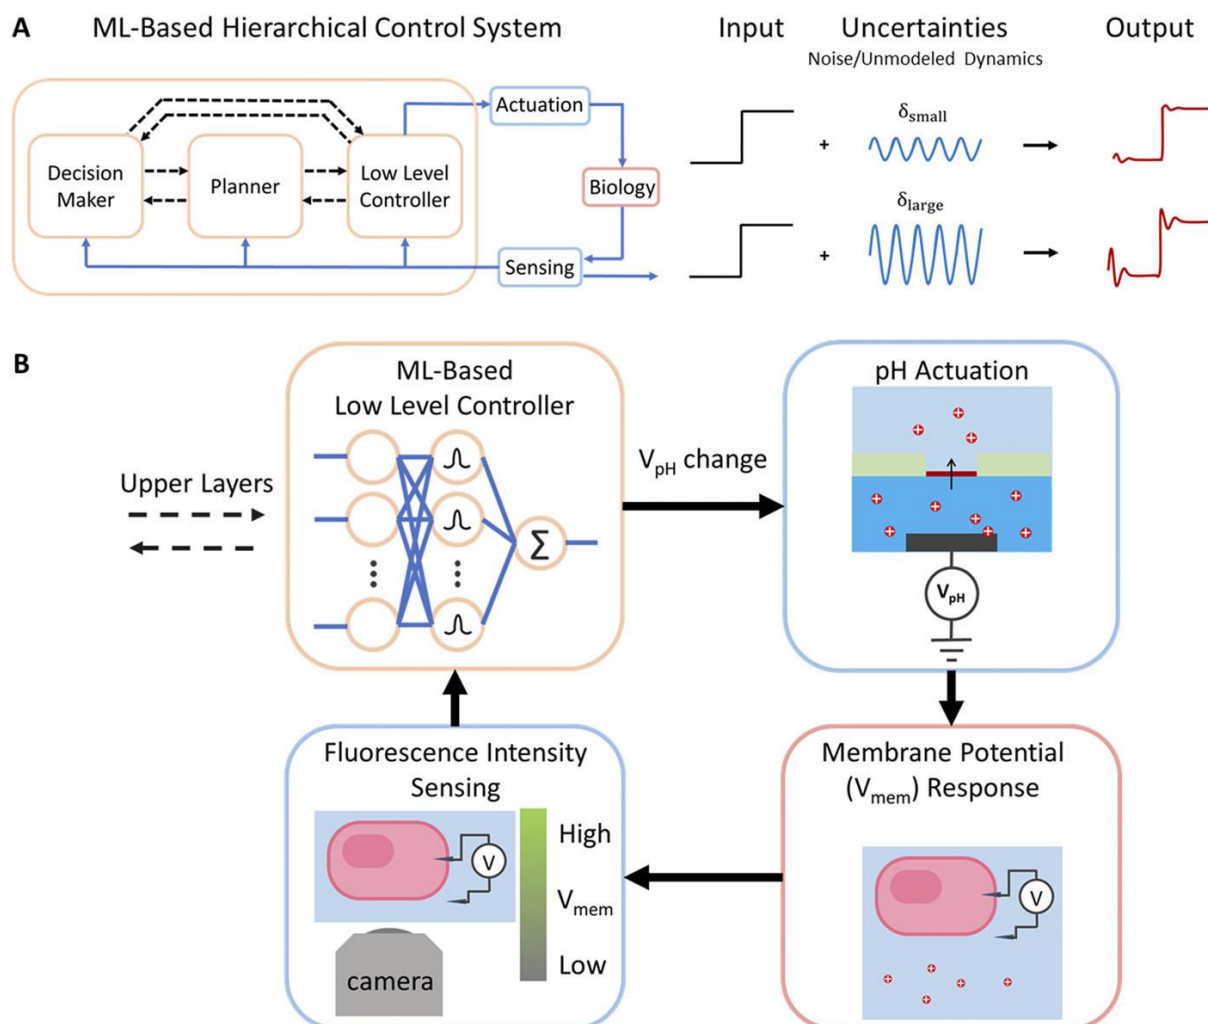 A
ML-Based Hierarchical Control System
Input
Uncertainties
Noise/Unmodeled Dynamics
Output
Decision
Maker
Planner
Low Level
Controller
Actuation
Biology
Sensing
δsmall
+
δlarge
+
B
ML-Based
Low Level Controller
Σ
Upper Layers
VpH change
pH Actuation
+ + +
+ + + + + + +
VpH
Fluorescence Intensity
Sensing
V
High
Vmem
Low
camera
Membrane Potential
(Vmem) Response
V
+ + + + +